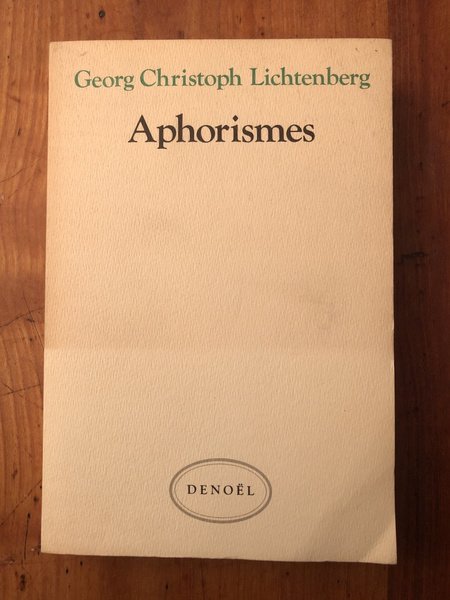 Georg Christoph Lichtenberg
Aphorismes
DENOËL